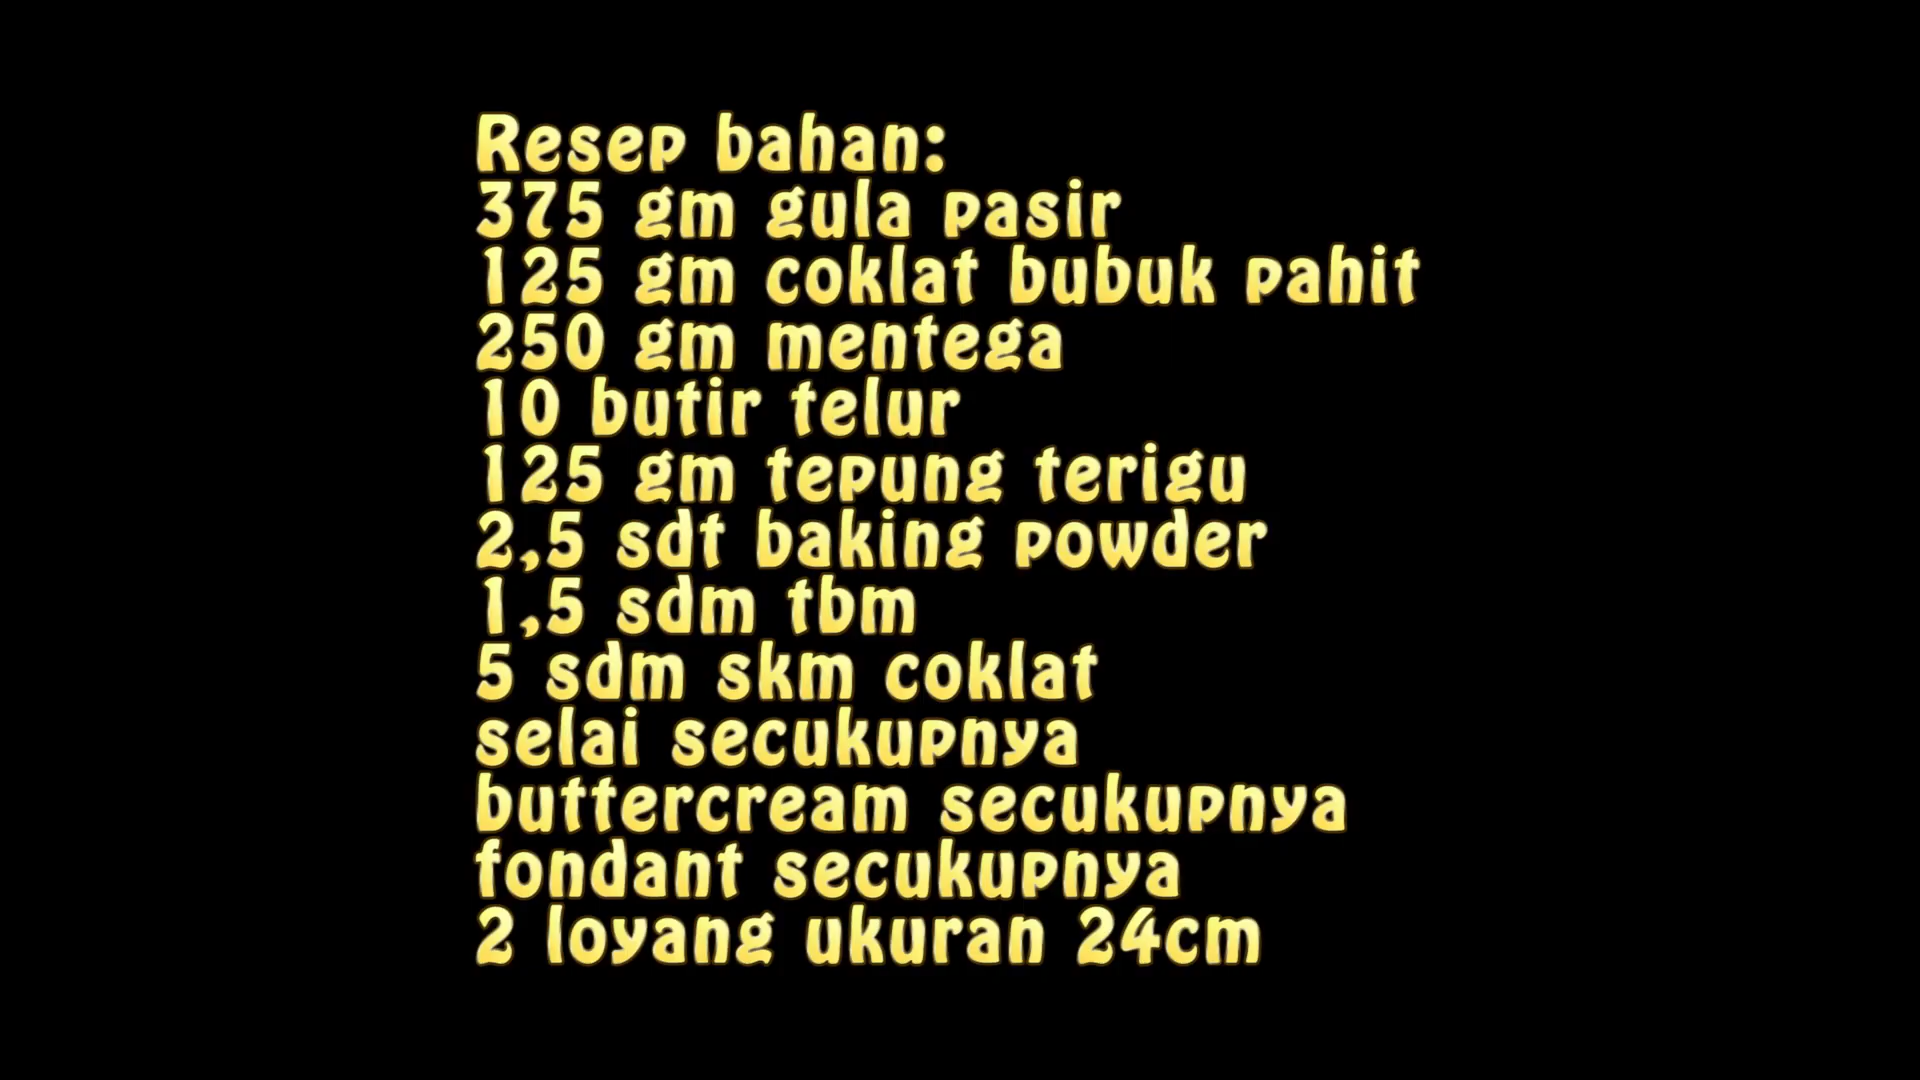 Resep bahan:
375 gm gula pasir
125 gm coklat bubuk pahit
250 gm mentega
10 butir telur
125 gm tepung terigu
2,5 sdt baking powder
1,5 sdm tbm
5 sdm skm coklat
selai secukupnya
buttercream secukupnya
fondant secukupnya
2 loyang ukuran 24cm